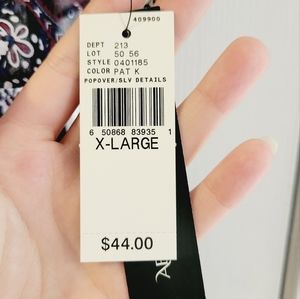 409900
DEPT 213
LOT 50 56
STYLE 0401185
COLOR PAT K
POPOVER/SLV DETAILS
6 50868 83935 1
X-LARGE
$44.00